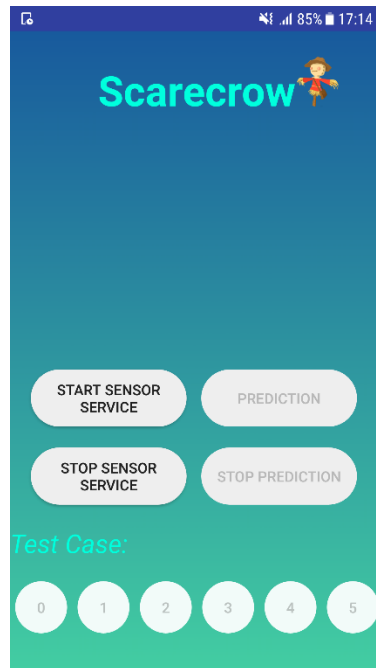 85% 17:14
Scarecrow
START SENSOR
SERVICE
PREDICTION
STOP SENSOR
SERVICE
STOP PREDICTION
Test Case:
0 1 2 3 4 5